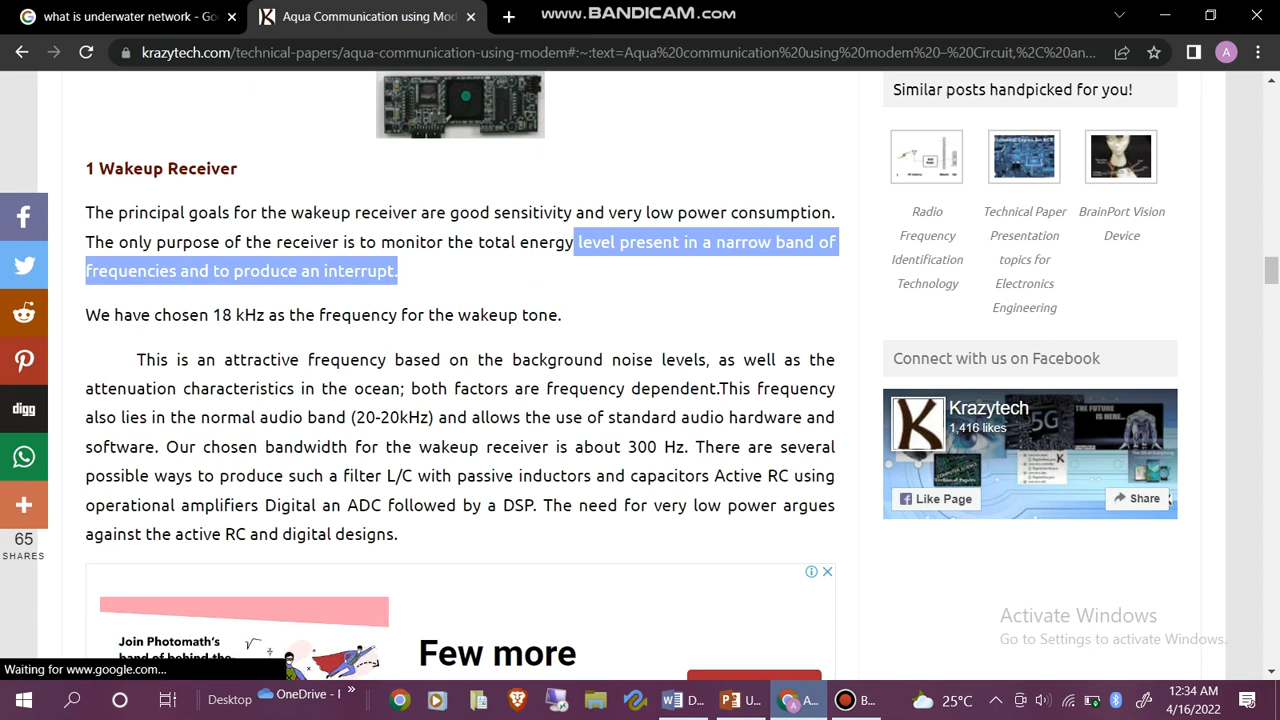 what is underwater network - Go
Aqua Communication using Mod
www.BANDICAM.com
krazytech.com/technical-papers/aqua-communication-using-modem#:~:text=Aqua%20communication%20using%20modem%20–%20Circuit,%2C%20an...
A
1 Wakeup Receiver
The principal goals for the wakeup receiver are good sensitivity and very low power consumption.
The only purpose of the receiver is to monitor the total energy level present in a narrow band of
frequencies and to produce an interrupt.
We have chosen 18 kHz as the frequency for the wakeup tone.
This is an attractive frequency based on the background noise levels, as well as the
attenuation characteristics in the ocean; both factors are frequency dependent.This frequency
also lies in the normal audio band (20-20kHz) and allows the use of standard audio hardware and
software. Our chosen bandwidth for the wakeup receiver is about 300 Hz. There are several
possible ways to produce such a filter L/C with passive inductors and capacitors Active RC using
operational amplifiers Digital an ADC followed by a DSP. The need for very low power argues
against the active RC and digital designs.
digg
65
SHARES
Similar posts handpicked for you!
Radio
Frequency
Identification
Technology
Technical Paper
Presentation
topics for
Electronics
Engineering
BrainPort Vision
Device
Connect with us on Facebook
Krazytech
1,416 likes
5G
THE FUTURE
Like Page
Share
Join Photomath's
band of behind-the
Few more
Activate Windows
Go to Settings to activate Windows.
Waiting for www.google.com...
Desktop
OneDrive - I
D...
U...
A...
B...
25°C
12:34 AM
4/16/2022